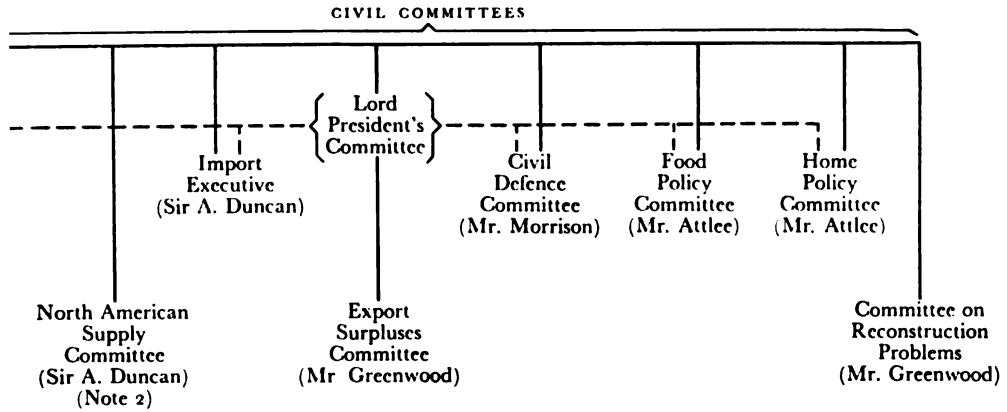 CIVIL COMMITTEES
Lord
President's
Committee
Import
Executive
(Sir A. Duncan)
Civil
Defence
Committee
(Mr. Morrison)
Food
Policy
Committee
(Mr. Attlee)
Home
Policy
Committee
(Mr. Attlee)
North American
Supply
Committee
(Sir A. Duncan)
(Note 2)
Export
Surpluses
Committee
(Mr Greenwood)
Committee on
Reconstruction
Problems
(Mr. Greenwood)